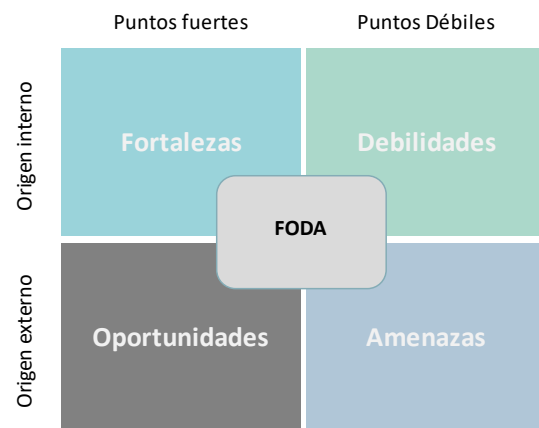 Puntos fuertes
Puntos Débiles
Origen interno
Fortalezas
Debilidades
FODA
Origen externo
Oportunidades
Amenazas